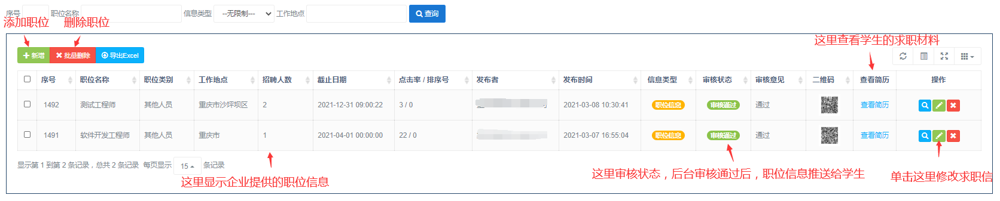 序号 职位名称 信息类型 --无限制--- 工作地点 查询
添加职位 删除职位
这里查看学生的求职材料
新增 批量删除 导出Excel
序号 职位名称 职位类别 工作地点 招聘人数 截止日期 点击率 / 排序号 发布者 发布时间 信息类型 审核状态 审核意见 二维码 查看简历 操作
1492 测试工程师 其他人员 重庆市沙坪坝区 2 2021-12-31 09:00:22 3 / 0 2021-03-08 10:30:41 职位信息 审核通过 通过 查看简历
1491 软件开发工程师 其他人员 重庆市 1 2021-04-01 00:00:00 22 / 0 2021-03-07 16:55:04 职位信息 审核通过 通过 查看简历
显示第 1 到第 2 条记录，总共 2 条记录 每页显示 15 条记录
这里显示企业提供的职位信息
这里审核状态，后台审核通过后，职位信息推送给学生
单击这里修改求职信